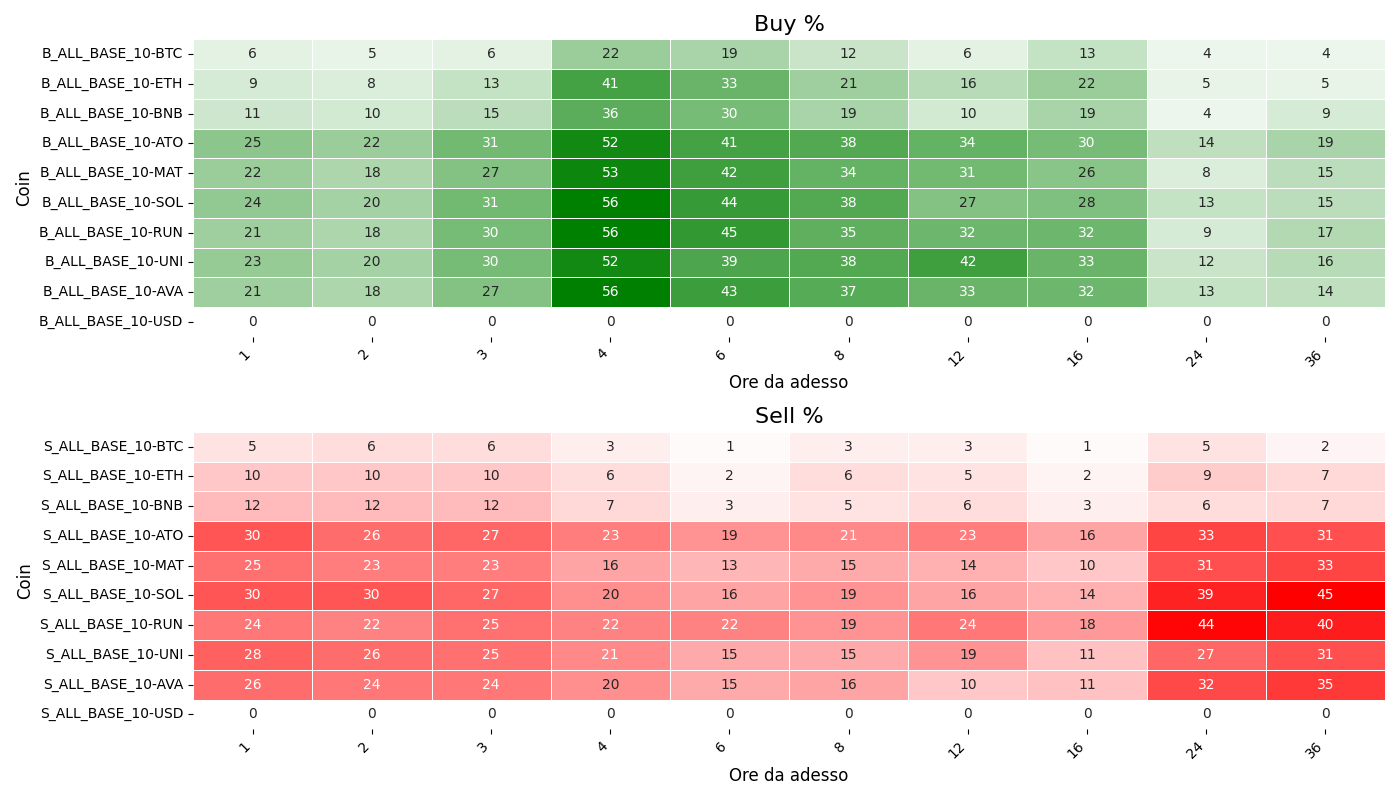 Buy %
Coin
B_ALL_BASE_10-BTC 6 5 6 22 19 12 6 13 4 4
B_ALL_BASE_10-ETH 9 8 13 41 33 21 16 22 5 5
B_ALL_BASE_10-BNB 11 10 15 36 30 19 10 19 4 9
B_ALL_BASE_10-ATO 25 22 31 52 41 38 34 30 14 19
B_ALL_BASE_10-MAT 22 18 27 53 42 34 31 26 8 15
B_ALL_BASE_10-SOL 24 20 31 56 44 38 27 28 13 15
B_ALL_BASE_10-RUN 21 18 30 56 45 35 32 32 9 17
B_ALL_BASE_10-UNI 23 20 30 52 39 38 42 33 12 16
B_ALL_BASE_10-AVA 21 18 27 56 43 37 33 32 13 14
B_ALL_BASE_10-USD 0 0 0 0 0 0 0 0 0 0
1 2 3 4 6 8 12 16 24 36
Ore da adesso
Sell %
Coin
S_ALL_BASE_10-BTC 5 6 6 3 1 3 3 1 5 2
S_ALL_BASE_10-ETH 10 10 10 6 2 6 5 2 9 7
S_ALL_BASE_10-BNB 12 12 12 7 3 5 6 3 6 7
S_ALL_BASE_10-ATO 30 26 27 23 19 21 23 16 33 31
S_ALL_BASE_10-MAT 25 23 23 16 13 15 14 10 31 33
S_ALL_BASE_10-SOL 30 30 27 20 16 19 16 14 39 45
S_ALL_BASE_10-RUN 24 22 25 22 22 19 24 18 44 40
S_ALL_BASE_10-UNI 28 26 25 21 15 15 19 11 27 31
S_ALL_BASE_10-AVA 26 24 24 20 15 16 10 11 32 35
S_ALL_BASE_10-USD 0 0 0 0 0 0 0 0 0 0
1 2 3 4 6 8 12 16 24 36
Ore da adesso